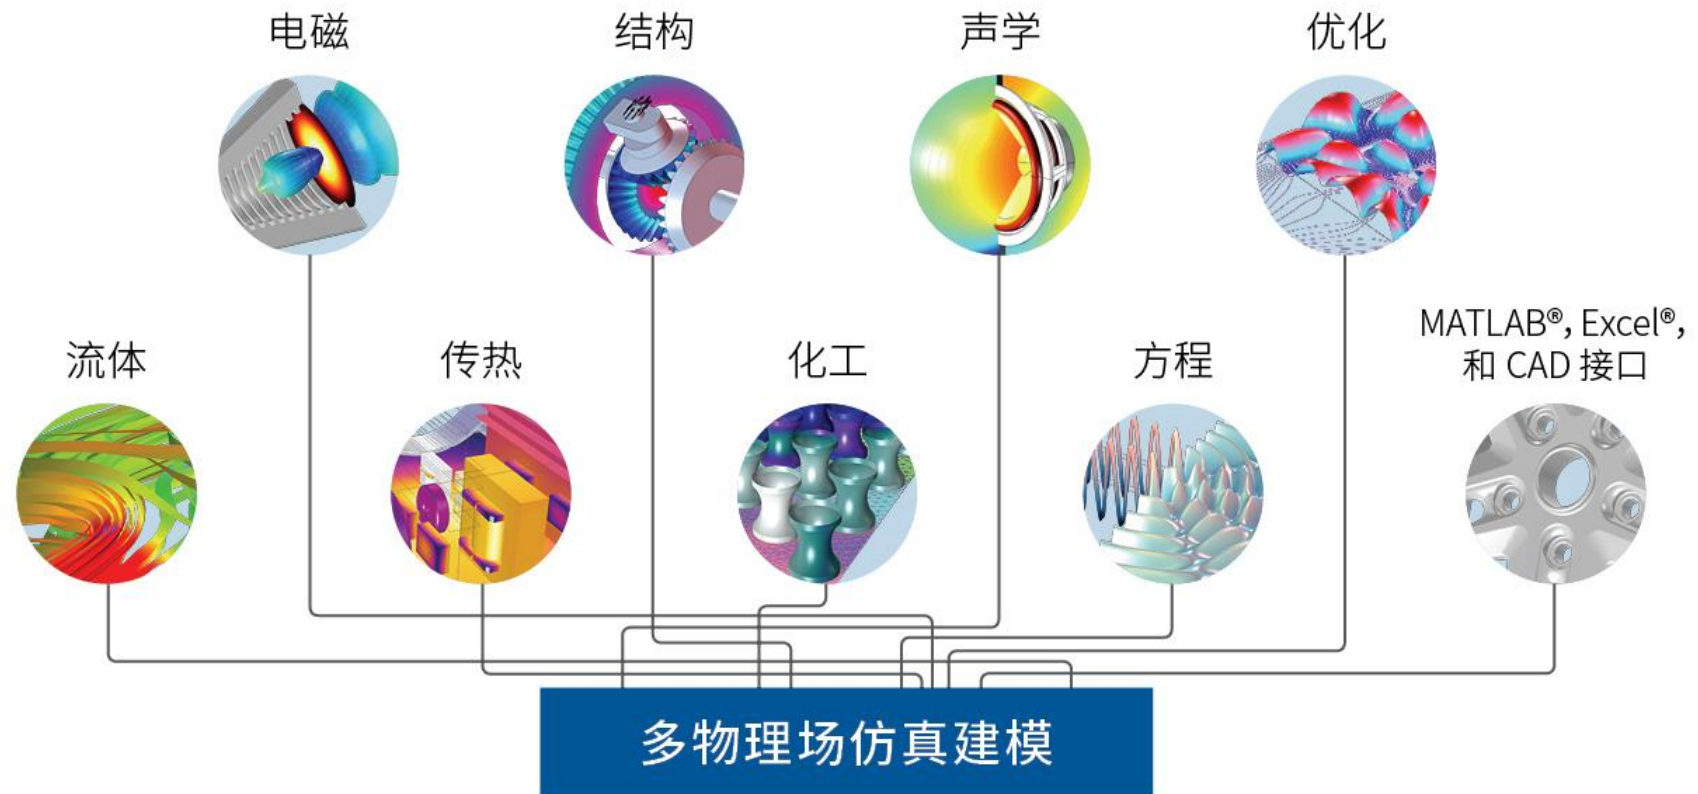 电磁
结构
声学
优化
流体
传热
化工
方程
MATLAB®, Excel®,
和 CAD 接口
多物理场仿真建模